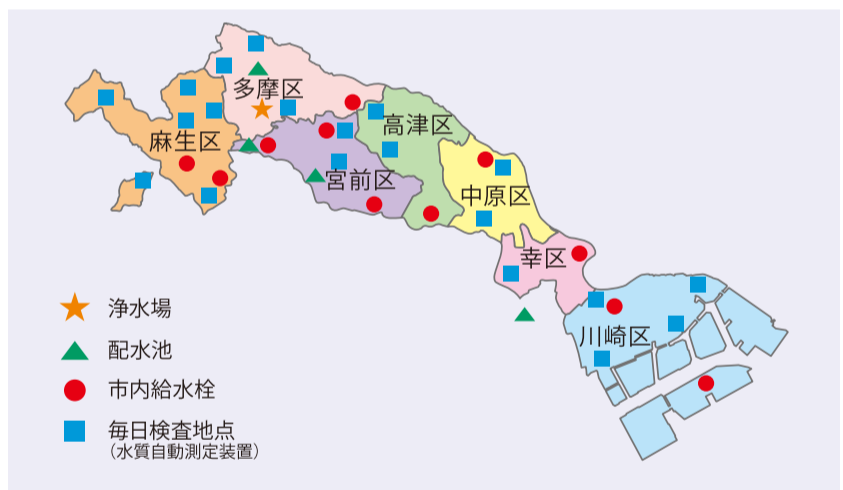 多摩区
高津区
麻生区
宮前区
中原区
幸区
川崎区
浄水場
配水池
市内給水栓
毎日検査地点
（水質自動測定装置）